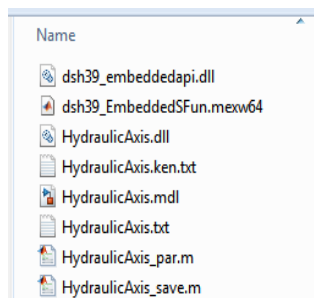 Name
dsh39_embeddedapi.dll
dsh39_EmbeddedSFun.mexw64
HydraulicAxis.dll
HydraulicAxis.ken.txt
HydraulicAxis.mdl
HydraulicAxis.txt
HydraulicAxis_par.m
HydraulicAxis_save.m